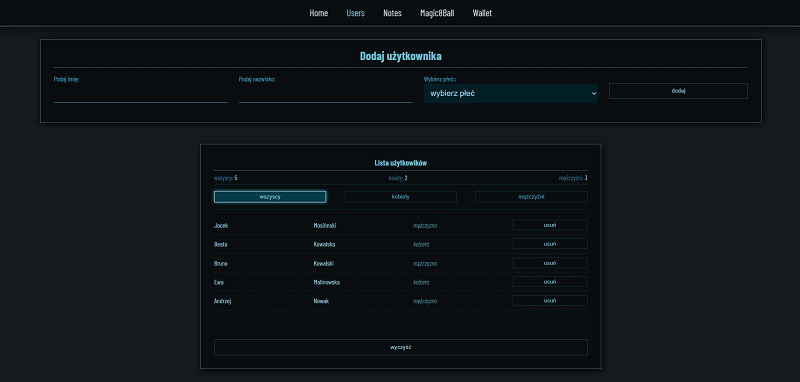 Home Users Notes Magic8Ball Wallet
Dodaj użytkownika
Podaj imię: Podaj nazwisko: Wybierz płeć:
wybierz płeć dodaj
Lista użytkowików
wszyscy: 5 kobiety: 2 mężczyźni: 3
wszyscy kobiety mężczyźni
Jacek Mosiński mężczyzna usuń
Beata Kowalska kobieta usuń
Bruno Kowalski mężczyzna usuń
Ewa Malinowska kobieta usuń
Andrzej Nowak mężczyzna usuń
wyczyść